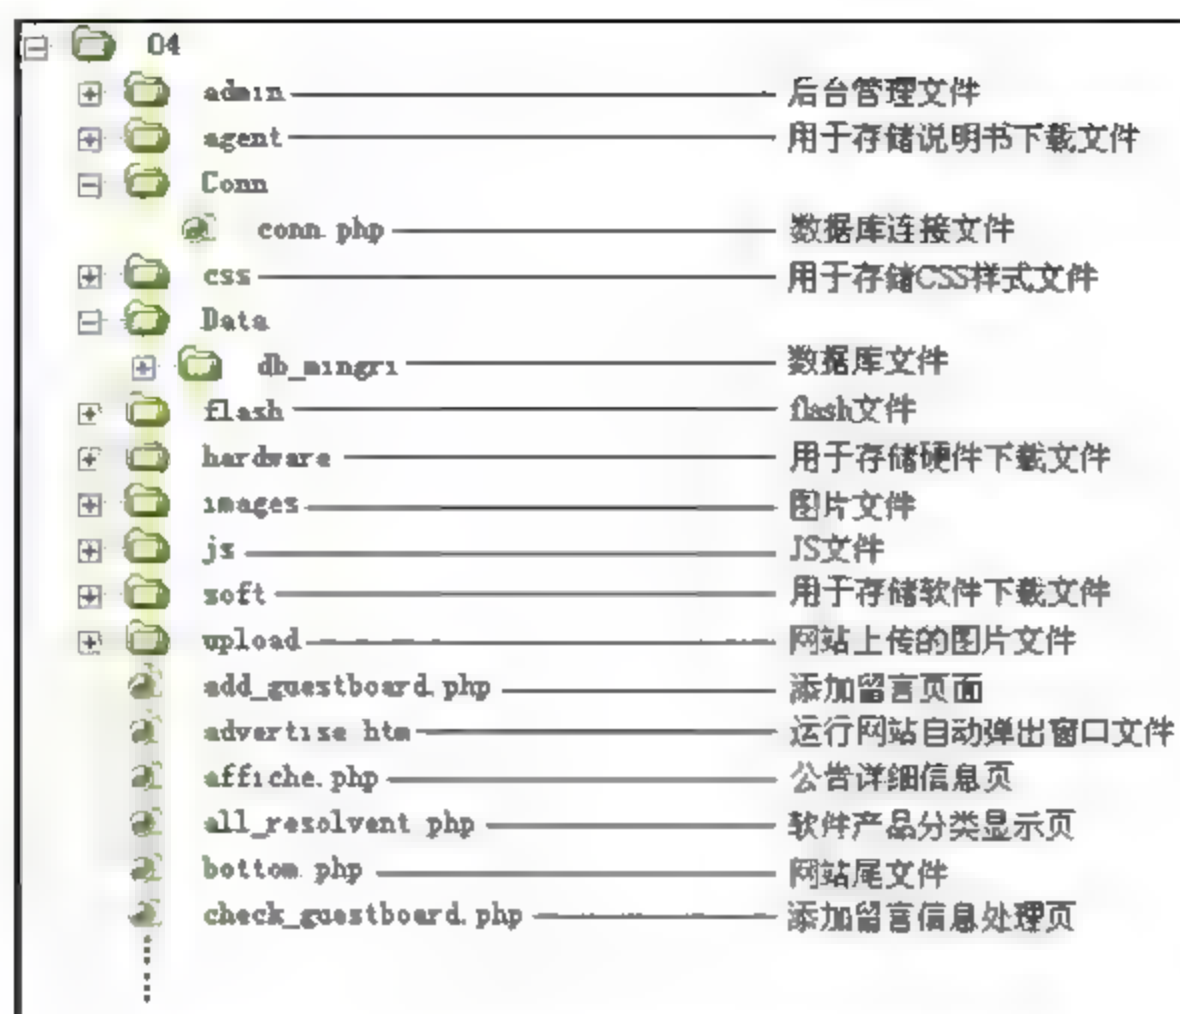 04
admin 后台管理文件
agent 用于存储说明书下载文件
Conn
conn.php 数据库连接文件
css 用于存储CSS样式文件
Data
db_mingri 数据库文件
flash flash文件
hardware 用于存储硬件下载文件
images 图片文件
js JS文件
soft 用于存储软件下载文件
upload 网站上传的图片文件
add_guestboard.php 添加留言页面
advertise.htm 运行网站自动弹出窗口文件
affiche.php 公告详细信息页
all_resolvent.php 软件产品分类显示页
bottom.php 网站尾文件
check_guestboard.php 添加留言信息处理页